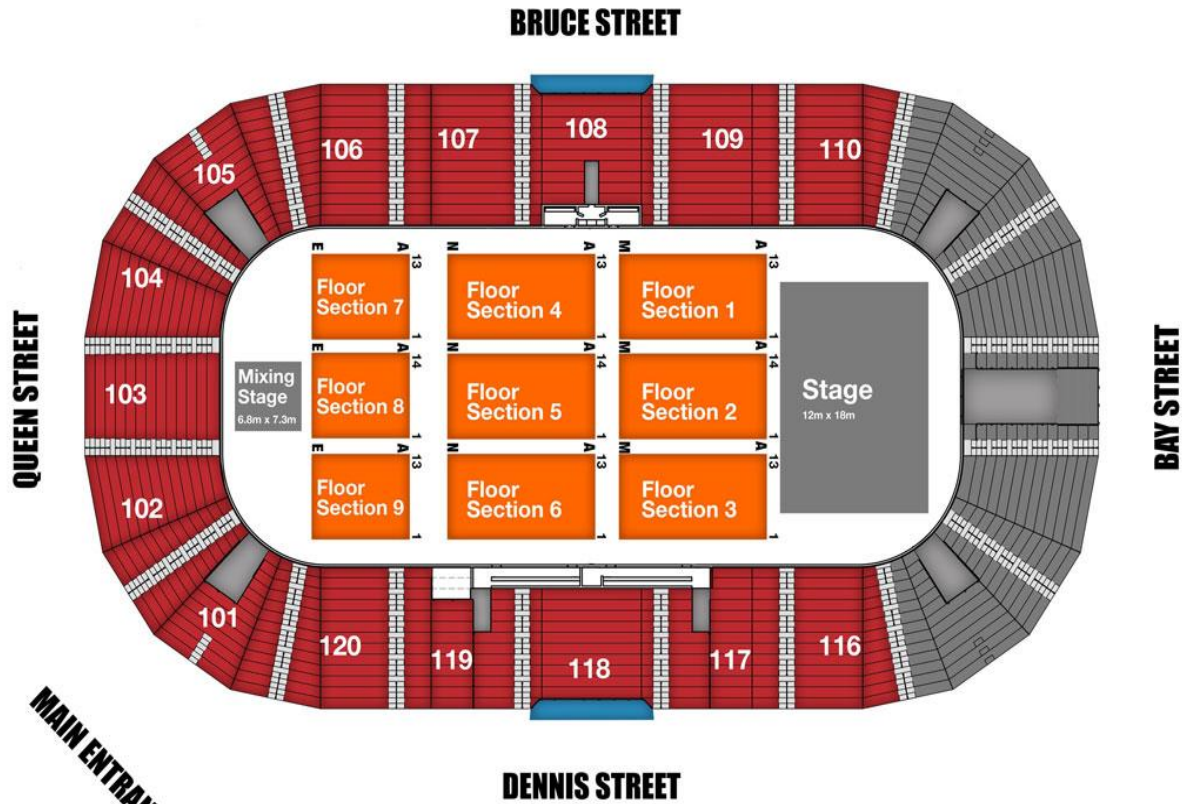 BRUCE STREET
106
107
108
109
110
105
104
103
102
101
QUEEN STREET
E A 13
N A 13
M A 13
Floor
Section 7
Floor
Section 4
Floor
Section 1
1
1
1
E A 14
N A 14
M A 14
Mixing
Stage
6.8m x 7.3m
Floor
Section 8
Floor
Section 5
Floor
Section 2
Stage
12m x 18m
1
1
1
E A 13
N A 13
M A 13
Floor
Section 9
Floor
Section 6
Floor
Section 3
1
1
1
BAY STREET
120
119
118
117
116
MAIN
DENNIS STREET